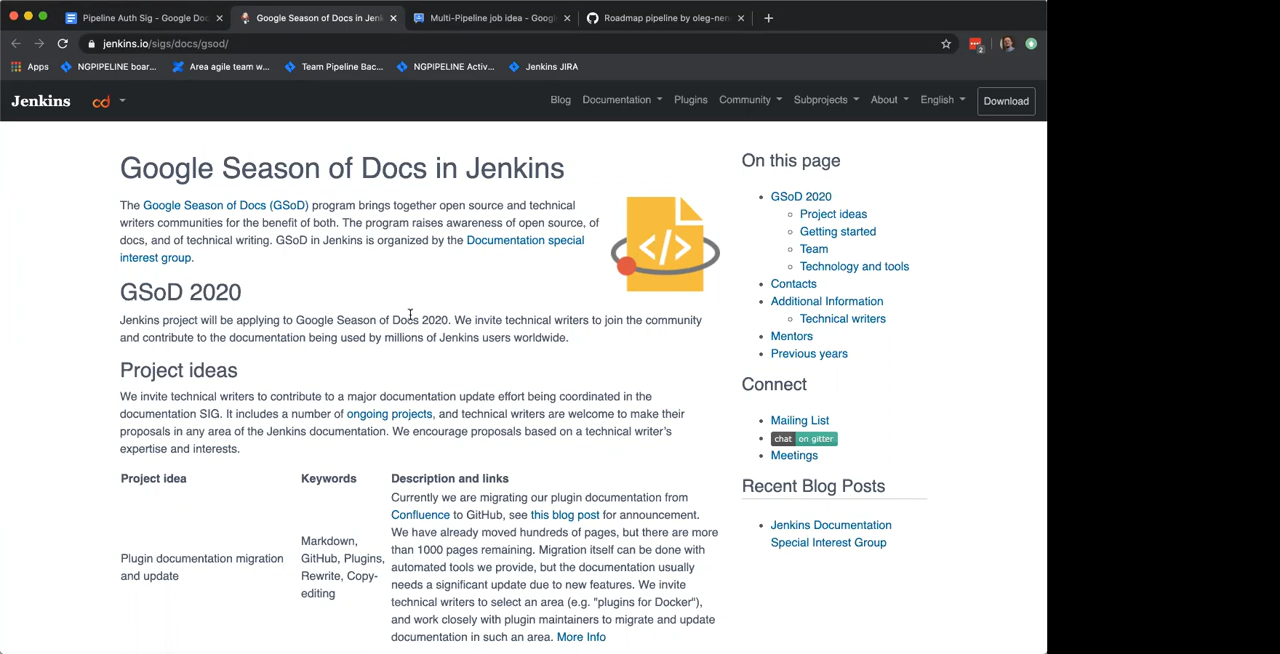 Pipeline Auth Sig - Google Doc
Google Season of Docs in Jenk
Multi-Pipeline job idea - Googl
Roadmap pipeline by oleg-nen
jenkins.io/sigs/docs/gsod/
2
Apps
NGPIPELINE boar...
Area agile team w...
Team Pipeline Bac...
NGPIPELINE Activ...
Jenkins JIRA
Jenkins
cd
Blog
Documentation
Plugins
Community
Subprojects
About
English
Download
Google Season of Docs in Jenkins
The Google Season of Docs (GSoD) program brings together open source and technical
writers communities for the benefit of both. The program raises awareness of open source, of
docs, and of technical writing. GSoD in Jenkins is organized by the Documentation special
interest group.
</>
GSoD 2020
Jenkins project will be applying to Google Season of Docs 2020. We invite technical writers to join the community
and contribute to the documentation being used by millions of Jenkins users worldwide.
Project ideas
We invite technical writers to contribute to a major documentation update effort being coordinated in the
documentation SIG. It includes a number of ongoing projects, and technical writers are welcome to make their
proposals in any area of the Jenkins documentation. We encourage proposals based on a technical writer's
expertise and interests.
Project idea
Keywords
Description and links
Plugin documentation migration
and update
Markdown,
GitHub, Plugins,
Rewrite, Copy-
editing
Currently we are migrating our plugin documentation from
Confluence to GitHub, see this blog post for announcement.
We have already moved hundreds of pages, but there are more
than 1000 pages remaining. Migration itself can be done with
automated tools we provide, but the documentation usually
needs a significant update due to new features. We invite
technical writers to select an area (e.g. "plugins for Docker"),
and work closely with plugin maintainers to migrate and update
documentation in such an area. More Info
On this page
GSoD 2020
Project ideas
Getting started
Team
Technology and tools
Contacts
Additional Information
Technical writers
Mentors
Previous years
Connect
Mailing List
chat on gitter
Meetings
Recent Blog Posts
Jenkins Documentation
Special Interest Group